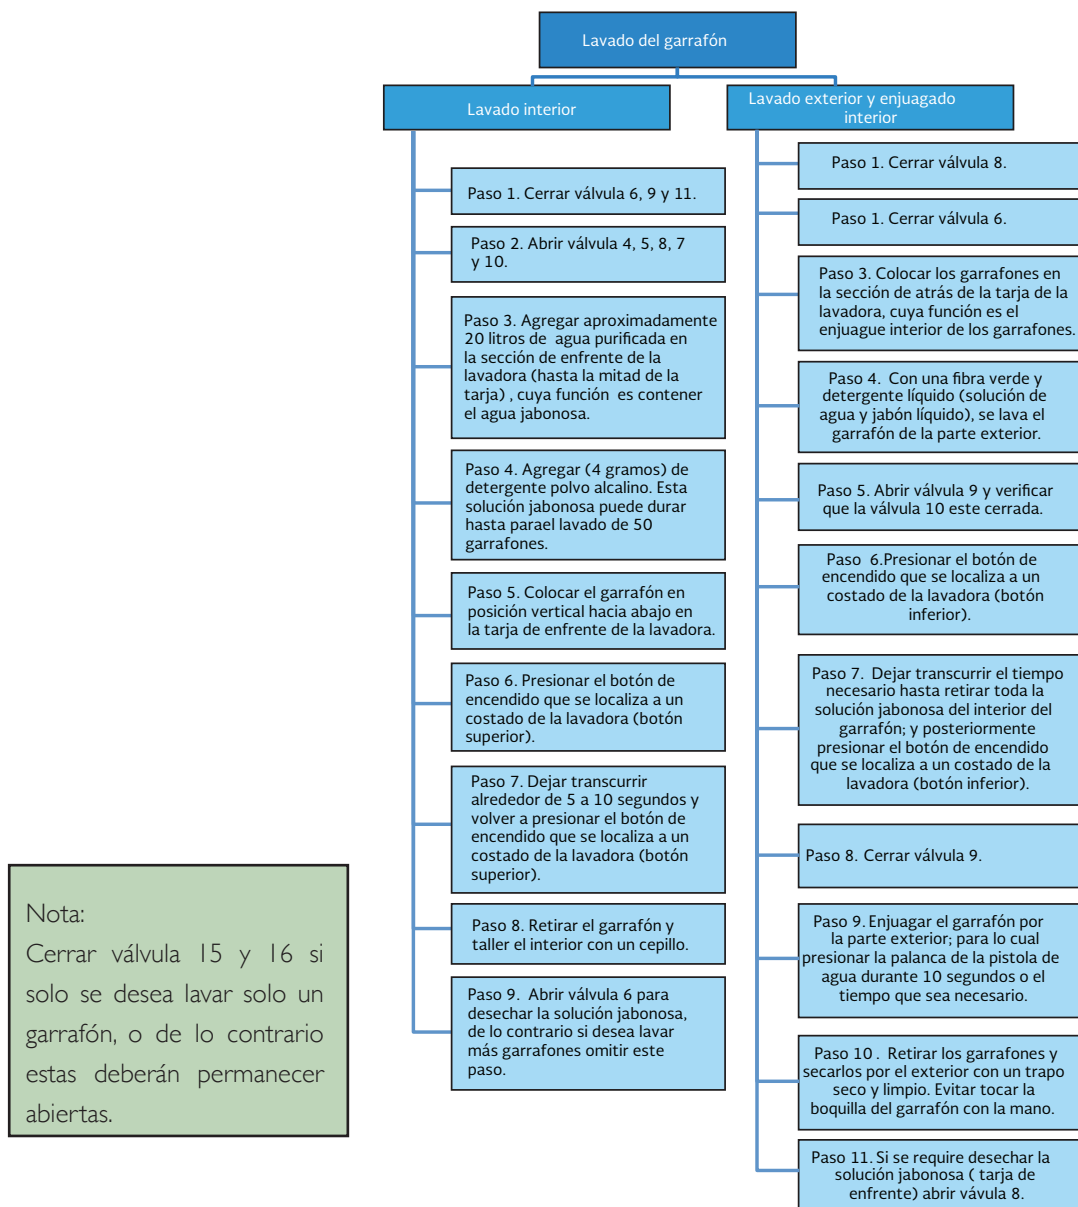 Lavado del garrafón
Lavado interior
Paso 1. Cerrar válvula 6, 9 y 11.
Paso 2. Abrir válvula 4, 5, 8, 7
y 10.
Paso 3. Agregar aproximadamente
20 litros de agua purificada en
la sección de enfrente de la
lavadora (hasta la mitad de la
tarja) , cuya función es contener
el agua jabonosa.
Paso 4. Agregar (4 gramos) de
detergente polvo alcalino. Esta
solución jabonosa puede durar
hasta parael lavado de 50
garrafones.
Paso 5. Colocar el garrafón en
posición vertical hacia abajo en
la tarja de enfrente de la lavadora.
Paso 6. Presionar el botón de
encendido que se localiza a un
costado de la lavadora (botón
superior).
Paso 7. Dejar transcurrir
alrededor de 5 a 10 segundos y
volver a presionar el botón de
encendido que se localiza a un
costado de la lavadora (botón
superior).
Paso 8. Retirar el garrafón y
taller el interior con un cepillo.
Paso 9. Abrir válvula 6 para
desechar la solución jabonosa,
de lo contrario si desea lavar
más garrafones omitir este
paso.
Lavado exterior y enjuagado
interior
Paso 1. Cerrar válvula 8.
Paso 1. Cerrar válvula 6.
Paso 3. Colocar los garrafones en
la sección de atrás de la tarja de la
lavadora, cuya función es el
enjuague interior de los garrafones.
Paso 4. Con una fibra verde y
detergente líquido (solución de
agua y jabón líquido), se lava el
garrafón de la parte exterior.
Paso 5. Abrir válvula 9 y verificar
que la válvula 10 este cerrada.
Paso 6.Presionar el botón de
encendido que se localiza a un
costado de la lavadora (botón
inferior).
Paso 7. Dejar transcurrir el tiempo
necesario hasta retirar toda la
solución jabonosa del interior del
garrafón; y posteriormente
presionar el botón de encendido
que se localiza a un costado de la
lavadora (botón inferior).
Paso 8. Cerrar válvula 9.
Paso 9. Enjuagar el garrafón por
la parte exterior; para lo cual
presionar la palanca de la pistola de
agua durante 10 segundos o el
tiempo que sea necesario.
Paso 10 . Retirar los garrafones y
secarlos por el exterior con un trapo
seco y limpio. Evitar tocar la
boquilla del garrafón con la mano.
Paso 11. Si se require desechar la
solución jabonosa ( tarja de
enfrente) abrir vávula 8.
Nota:
Cerrar válvula 15 y 16 si
solo se desea lavar solo un
garrafón, o de lo contrario
estas deberán permanecer
abiertas.